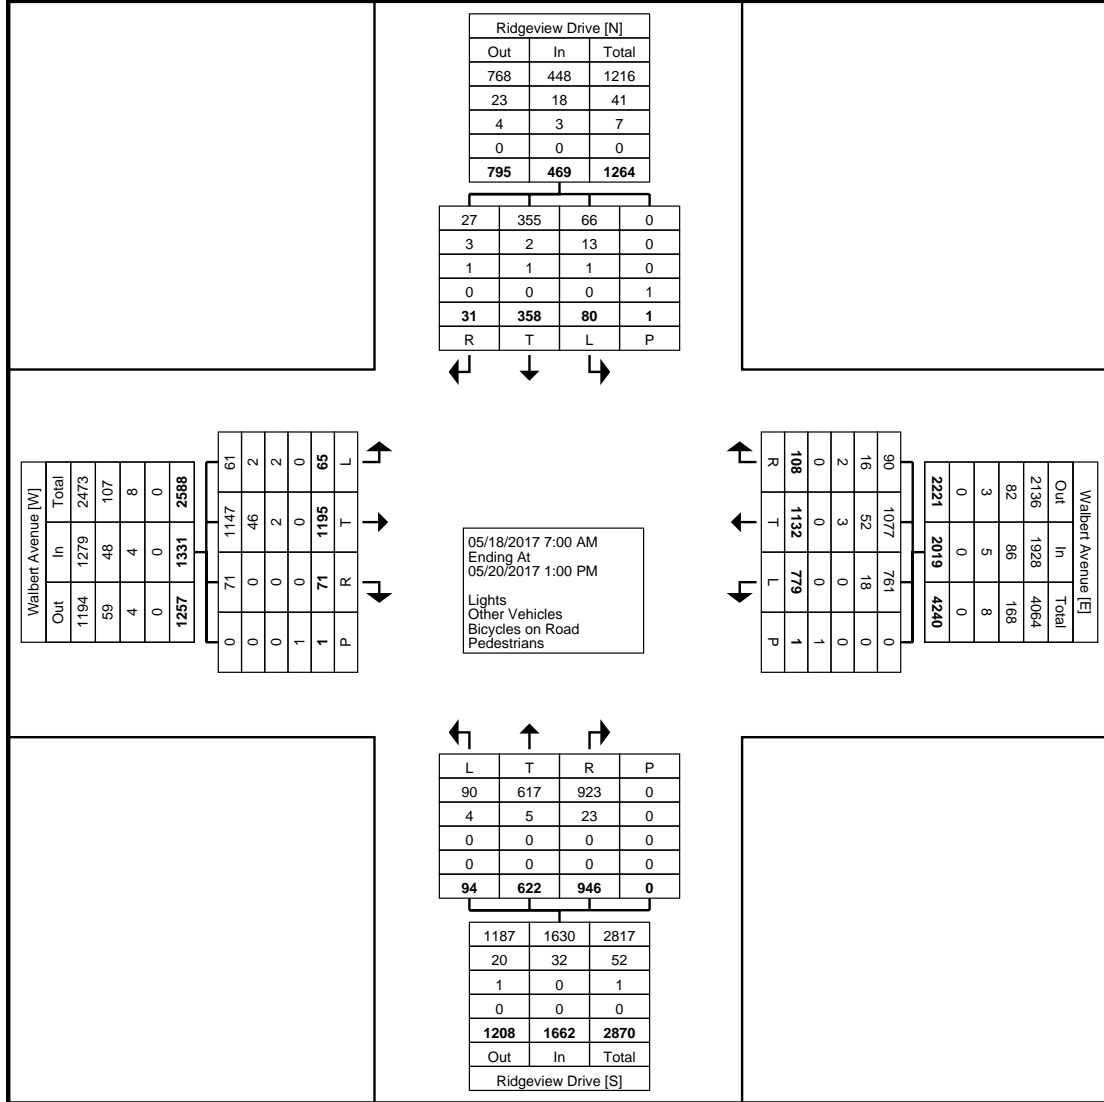 Ridgeview Drive [N]
Out In Total
768 448 1216
23 18 41
4 3 7
0 0 0
795 469 1264
27 355 66 0
3 2 13 0
1 1 1 0
0 0 0 1
31 358 80 1
R T L P
Walbert Avenue [W]
Total 2473 107 8 0 2588
In 1279 48 4 0 1331
Out 1194 59 4 0 1257
61 2 2 0 65 L
1147 46 2 0 1195 T
71 0 0 0 71 R
0 0 0 1 1 P
05/18/2017 7:00 AM
Ending At
05/20/2017 1:00 PM
Lights
Other Vehicles
Bicycles on Road
Pedestrians
R 108 0 2 16 90
T 1132 0 3 52 1077
L 779 0 0 18 761
P 1 1 0 0 0
Walbert Avenue [E]
Out 2136 82 3 0 2221
In 1928 86 5 0 2019
Total 4064 168 8 0 4240
L T R P
90 617 923 0
4 5 23 0
0 0 0 0
0 0 0 0
94 622 946 0
1187 1630 2817
20 32 52
1 0 1
0 0 0
1208 1662 2870
Out In Total
Ridgeview Drive [S]